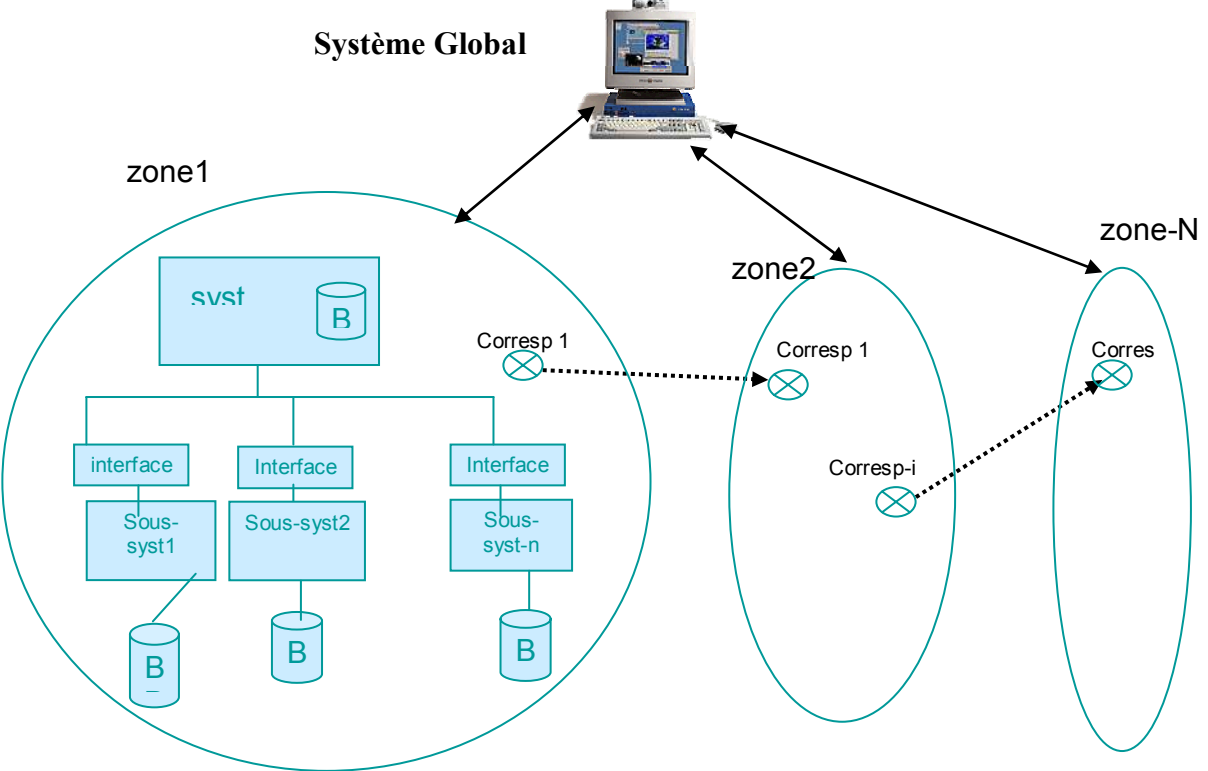 Système Global
zone1
zone2
zone-N
syst
B
Corresp 1
Corresp 1
Corres
Corresp-i
interface
Interface
Interface
Sous-
syst1
Sous-syst2
Sous-
syst-n
B
B
B